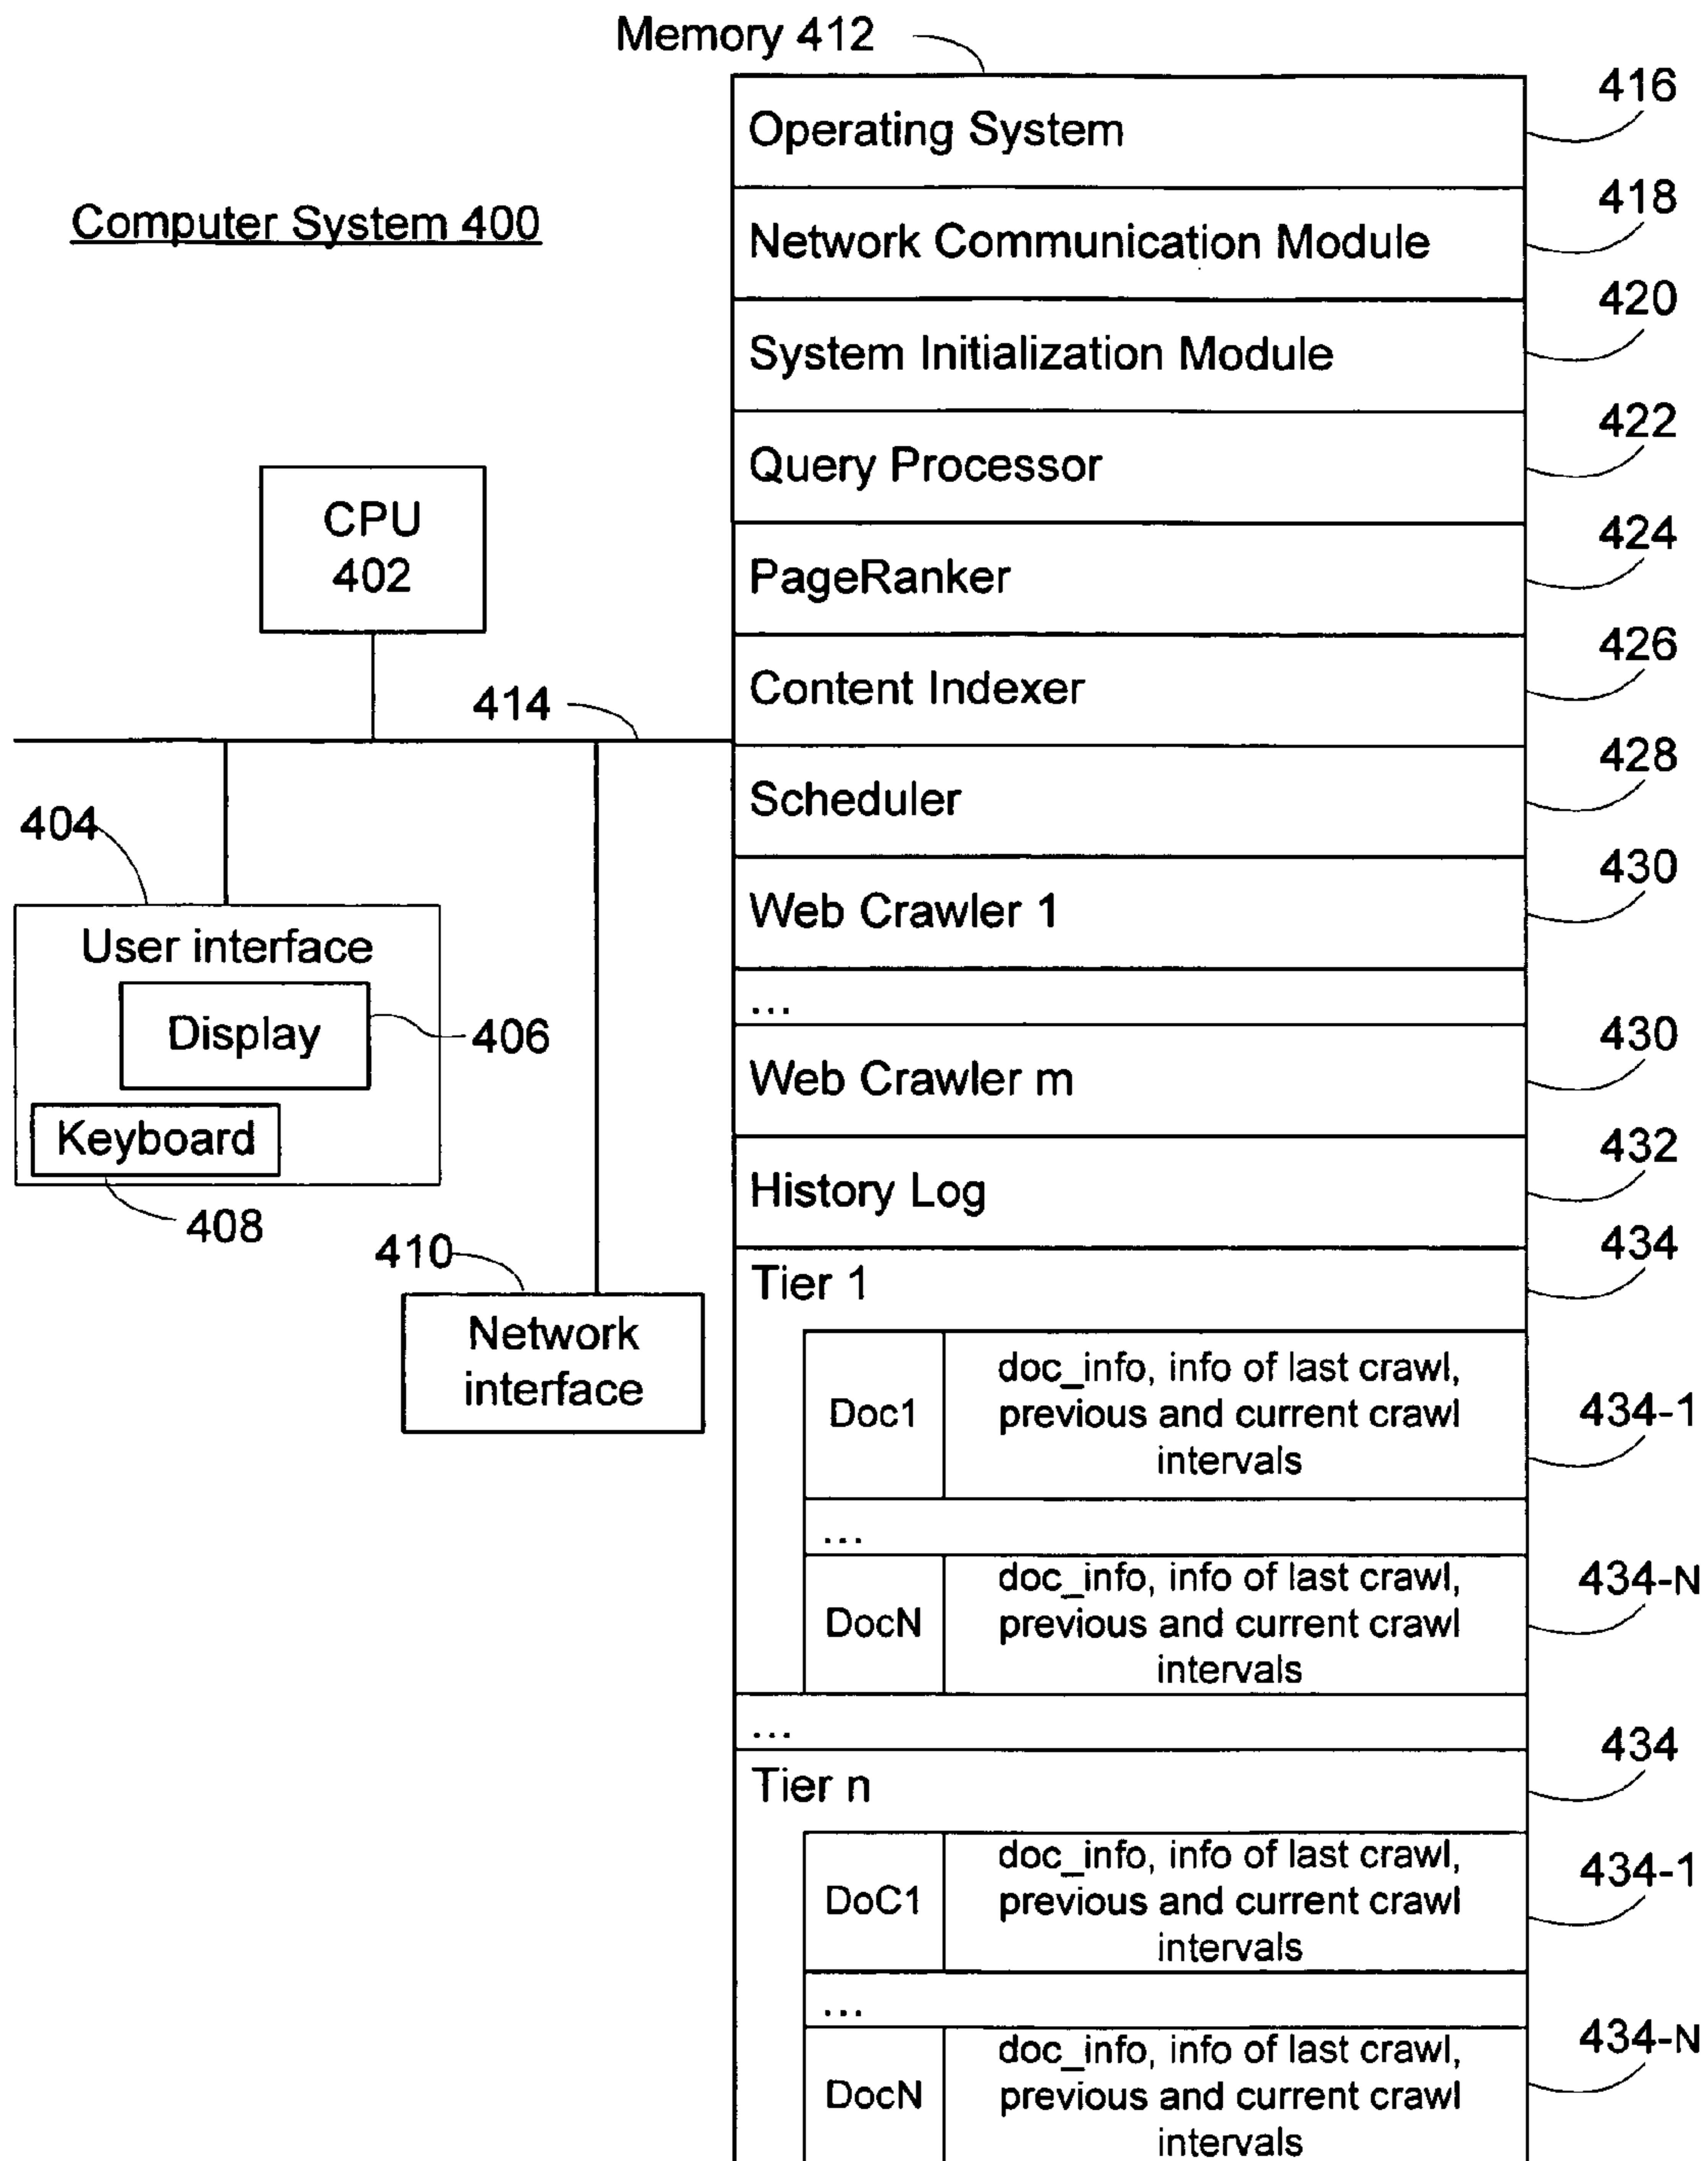 Memory 412
Computer System 400
Operating System
416
Network Communication Module
418
System Initialization Module
420
Query Processor
422
PageRanker
424
Content Indexer
426
Scheduler
428
Web Crawler 1
430
...
Web Crawler m
430
History Log
432
Tier 1
434
Doc1
doc_info, info of last crawl,
previous and current crawl
intervals
434-1
...
DocN
doc_info, info of last crawl,
previous and current crawl
intervals
434-N
...
Tier n
434
DoC1
doc_info, info of last crawl,
previous and current crawl
intervals
434-1
...
DocN
doc_info, info of last crawl,
previous and current crawl
intervals
434-N
CPU
402
414
404
User interface
Display
406
Keyboard
408
410
Network
interface